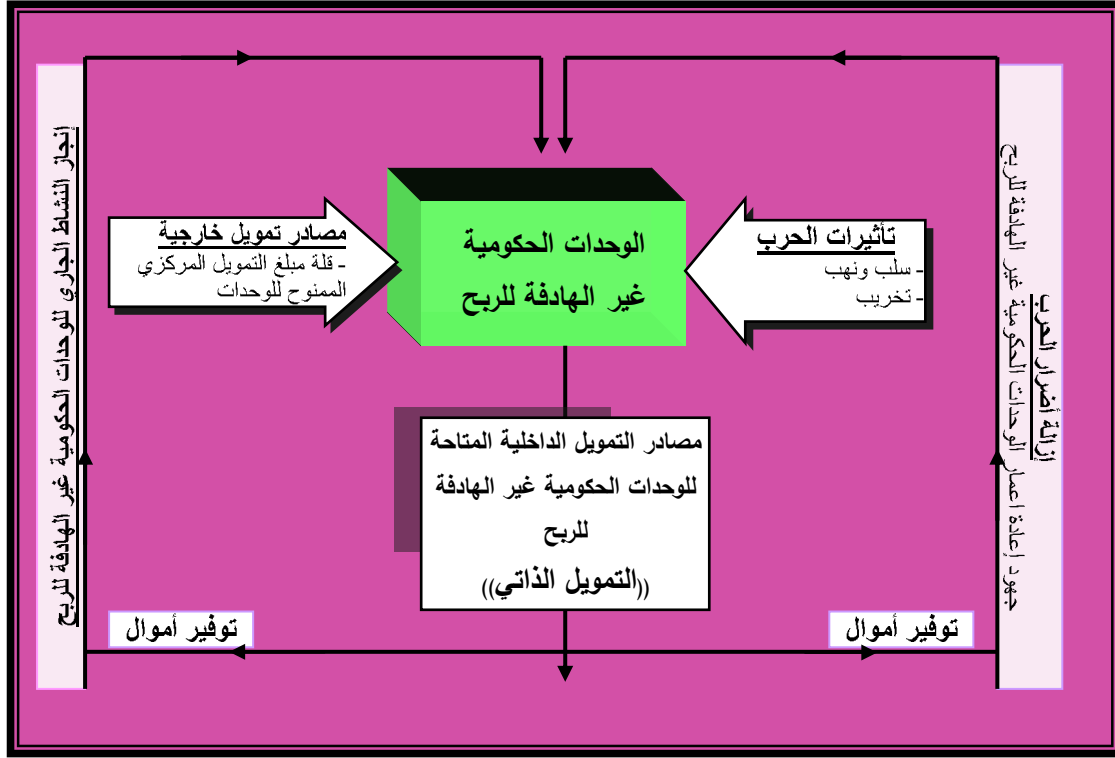 إزالة أضرار الحرب
جهود إعادة اعمار الوحدات الحكومية غير الهادفة للربح
تأثيرات الحرب
- سلب ونهب
- تخريب
الوحدات الحكومية
غير الهادفة للربح
مصادر تمويل خارجية
- قلة مبلغ التمويل المركزي
الممنوح للوحدات
إنجاز النشاط الجاري للوحدات الحكومية غير الهادفة للربح
مصادر التمويل الداخلية المتاحة
للوحدات الحكومية غير الهادفة
للربح
((التمويل الذاتي))
توفير أموال
توفير أموال